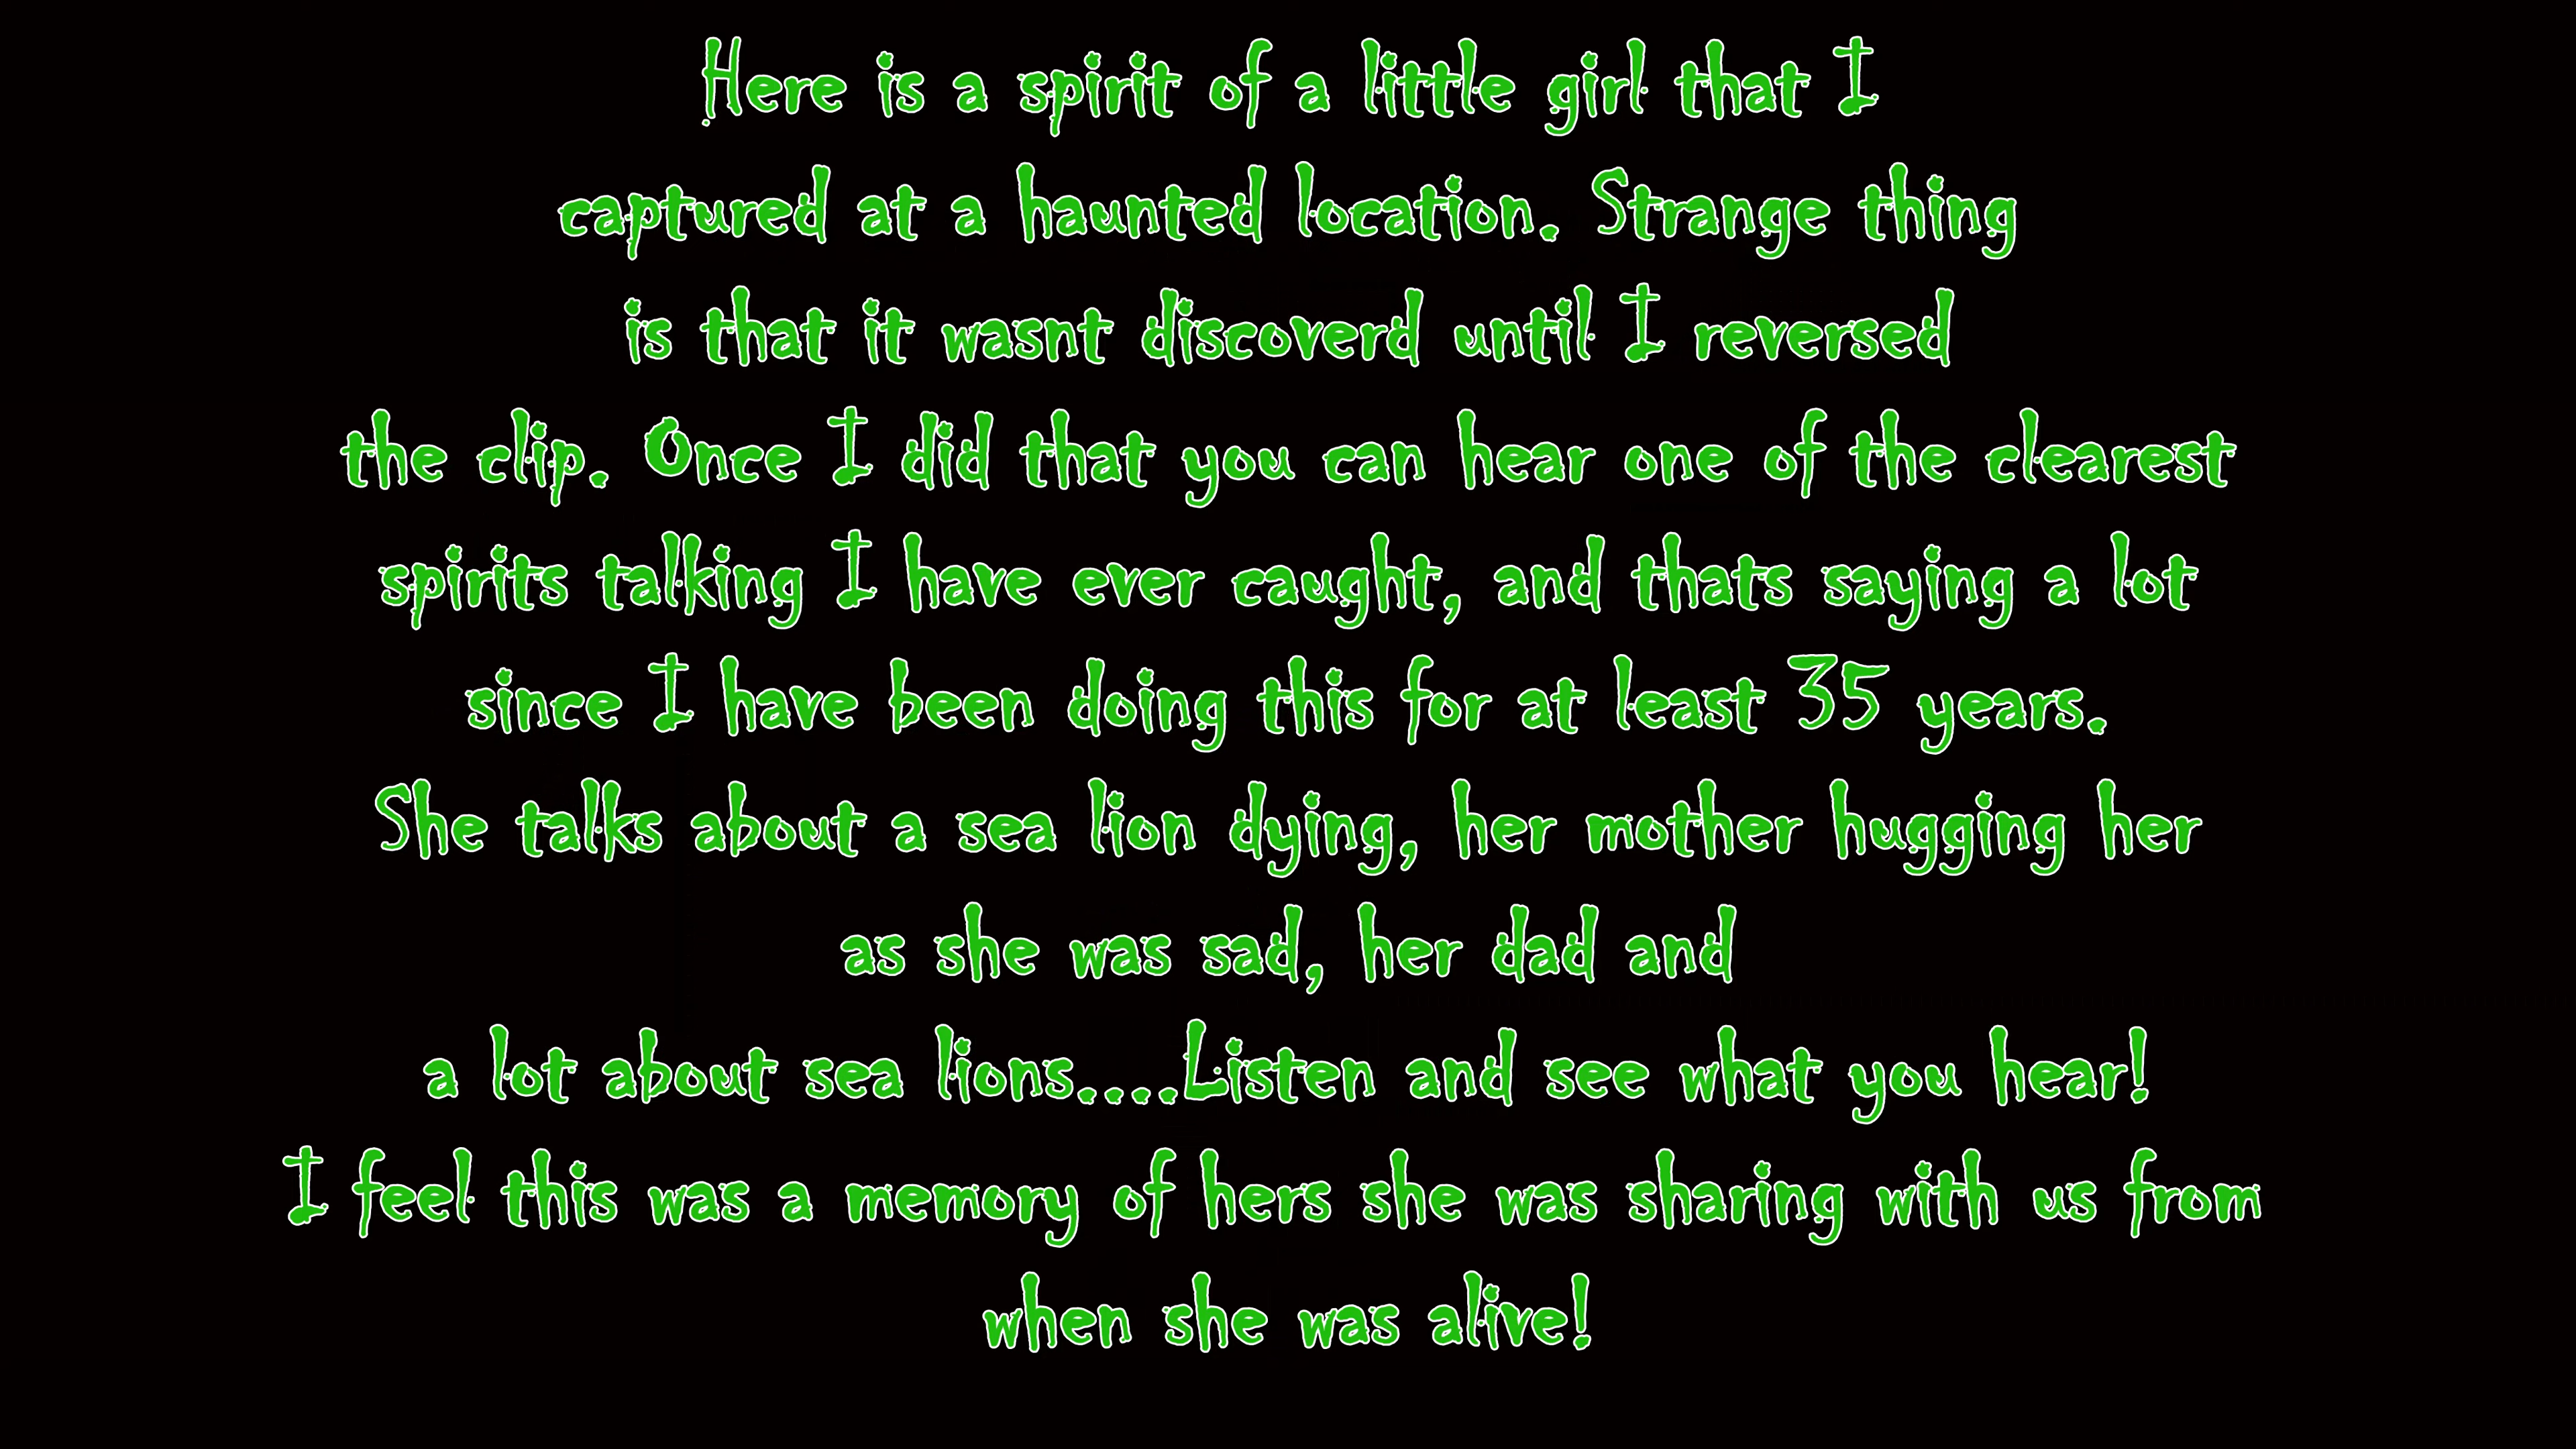 Here is a spirit of a little girl that I
captured at a haunted location. Strange thing
is that it wasnt discoverd until I reversed
the clip. Once I did that you can hear one of the clearest
spirits talking I have ever caught, and thats saying a lot
since I have been doing this for at least 35 years.
She talks about a sea lion dying, her mother hugging her
as she was sad, her dad and
a lot about sea lions....Listen and see what you hear!
I feel this was a memory of hers she was sharing with us from
when she was alive!